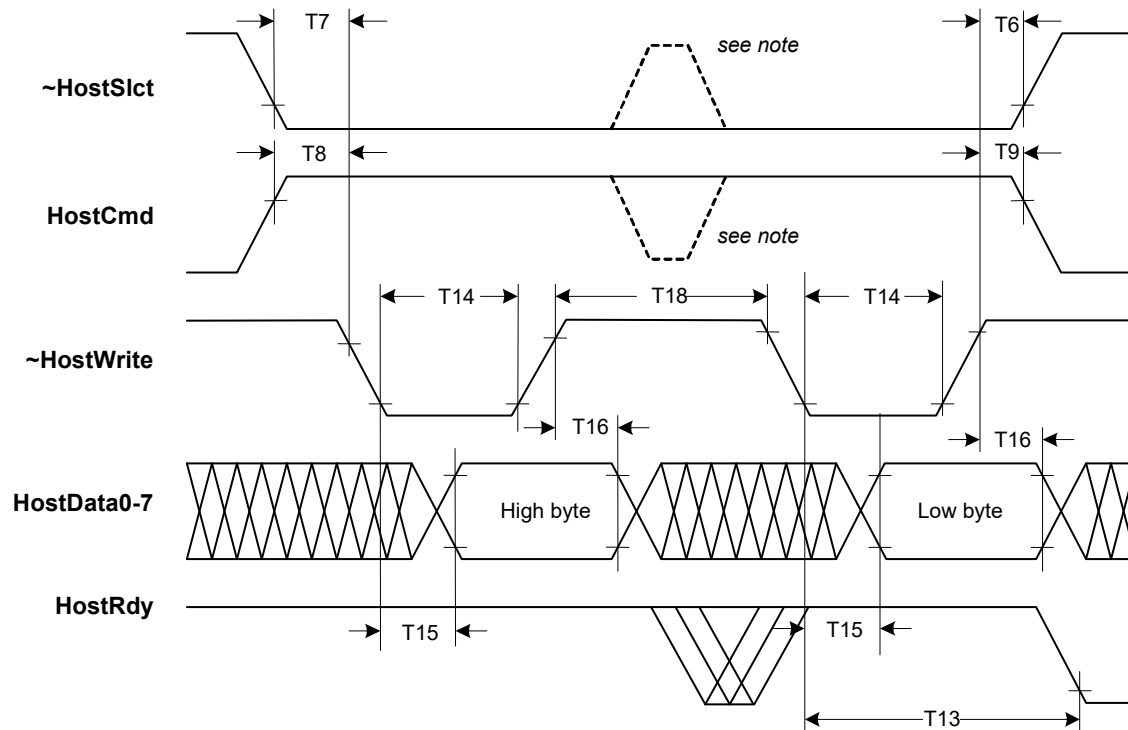 T7
see note
T6
~HostSlct
T8
T9
HostCmd
see note
T14
T18
T14
~HostWrite
T16
T16
HostData0-7
High byte
Low byte
HostRdy
T15
T15
T13